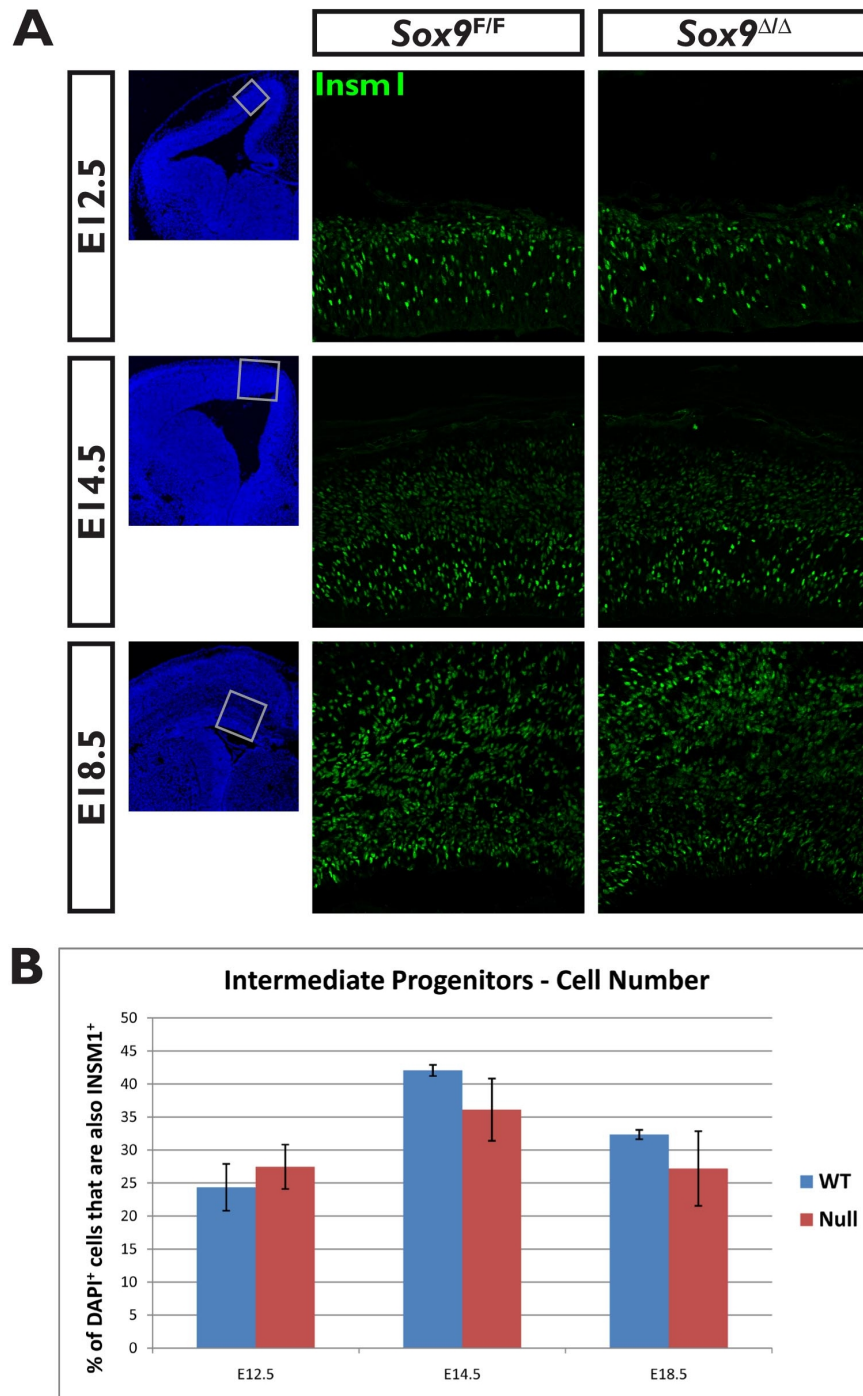 A
Sox9F/F
Sox9Δ/Δ
Insm1
E12.5
E14.5
E18.5
B
Intermediate Progenitors - Cell Number
% of DAPI⁺ cells that are also INSM1⁺
50
45
40
35
30
25
20
15
10
5
0
E12.5
E14.5
E18.5
WT
Null